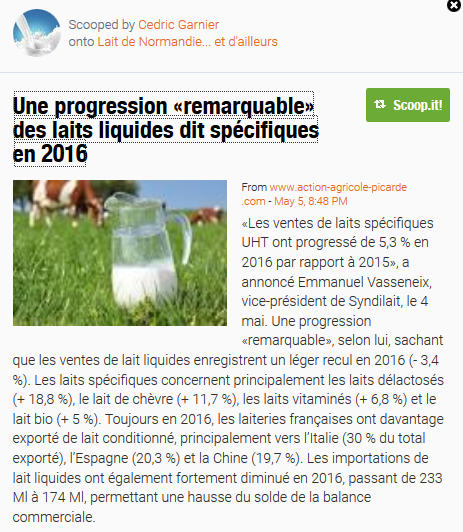 Scooped by Cedric Garnier
onto Lait de Normandie... et d'ailleurs
Une progression «remarquable»
des laits liquides dit spécifiques
en 2016
Scoop.it!
From www.action-agricole-picarde
.com - May 5, 8:48 PM
«Les ventes de laits spécifiques
UHT ont progressé de 5,3 % en
2016 par rapport à 2015», a
annoncé Emmanuel Vasseneix,
vice-président de Syndilait, le 4
mai. Une progression
«remarquable», selon lui, sachant
que les ventes de lait liquides enregistrent un léger recul en 2016 (- 3,4
%). Les laits spécifiques concernent principalement les laits délactosés
(+ 18,8 %), le lait de chèvre (+ 11,7 %), les laits vitaminés (+ 6,8 %) et le
lait bio (+ 5 %). Toujours en 2016, les laiteries françaises ont davantage
exporté de lait conditionné, principalement vers l'Italie (30 % du total
exporté), l'Espagne (20,3 %) et la Chine (19,7 %). Les importations de
lait liquides ont également fortement diminué en 2016, passant de 233
Ml à 174 Ml, permettant une hausse du solde de la balance
commerciale.